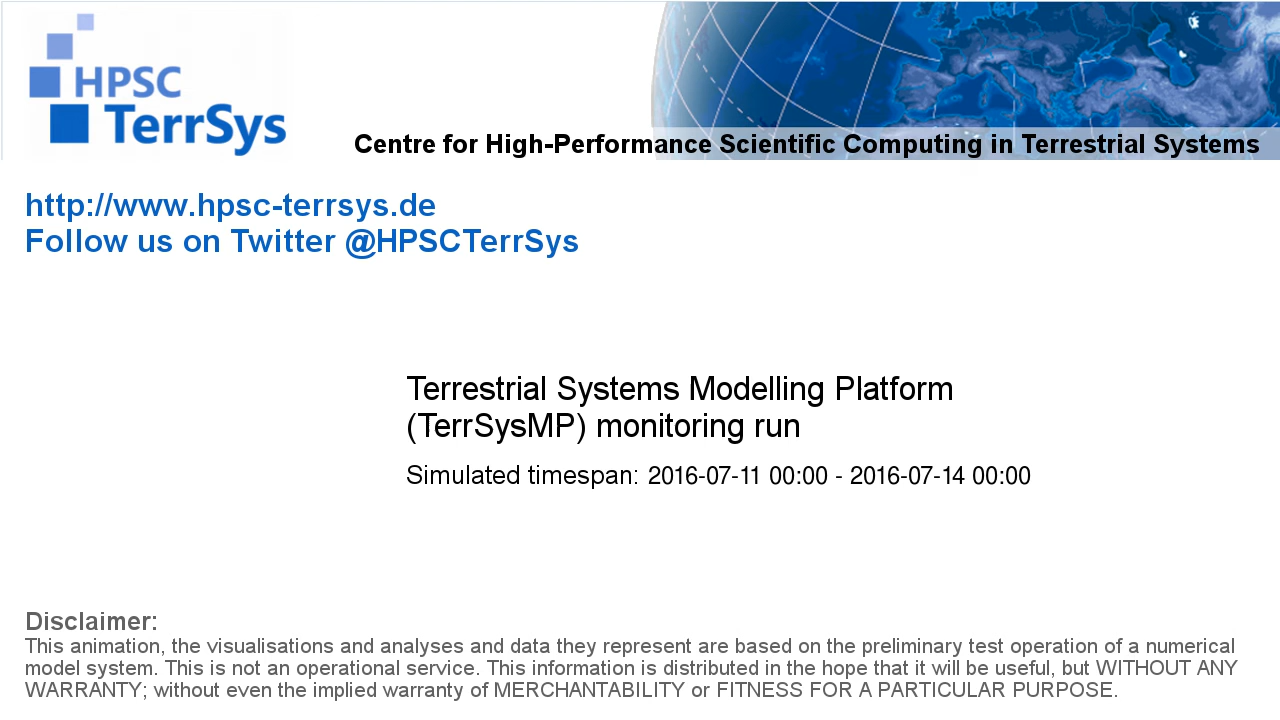 HPSC
TerrSys
Centre for High-Performance Scientific Computing in Terrestrial Systems
http://www.hpsc-terrsys.de
Follow us on Twitter @HPSCTerrSys
Terrestrial Systems Modelling Platform
(TerrSysMP) monitoring run
Simulated timespan: 2016-07-11 00:00 - 2016-07-14 00:00
Disclaimer:
This animation, the visualisations and analyses and data they represent are based on the preliminary test operation of a numerical
model system. This is not an operational service. This information is distributed in the hope that it will be useful, but WITHOUT ANY
WARRANTY; without even the implied warranty of MERCHANTABILITY or FITNESS FOR A PARTICULAR PURPOSE.